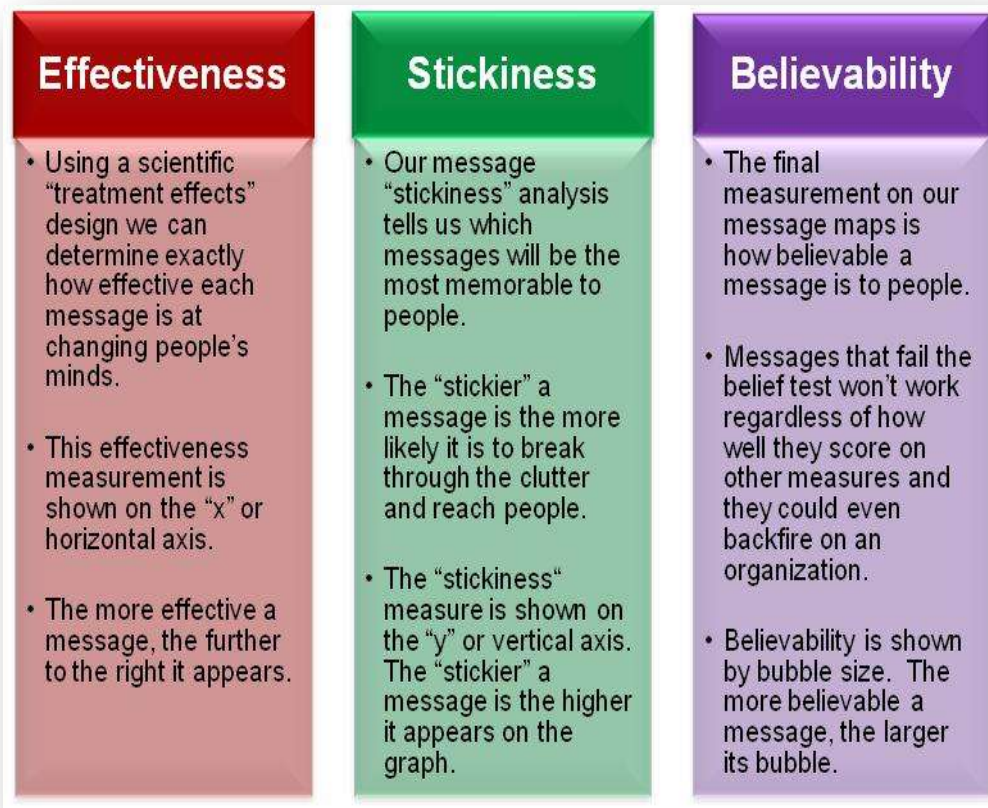 Effectiveness
• Using a scientific
“treatment effects”
design we can
determine exactly
how effective each
message is at
changing people’s
minds.
• This effectiveness
measurement is
shown on the “x” or
horizontal axis.
• The more effective a
message, the further
to the right it appears.
Stickiness
• Our message
“stickiness” analysis
tells us which
messages will be the
most memorable to
people.
• The “stickier” a
message is the more
likely it is to break
through the clutter
and reach people.
• The “stickiness“
measure is shown on
the “y” or vertical axis.
The “stickier” a
message is the higher
it appears on the
graph.
Believability
• The final
measurement on our
message maps is
how believable a
message is to people.
• Messages that fail the
belief test won’t work
regardless of how
well they score on
other measures and
they could even
backfire on an
organization.
• Believability is shown
by bubble size.  The
more believable a
message, the larger
its bubble.